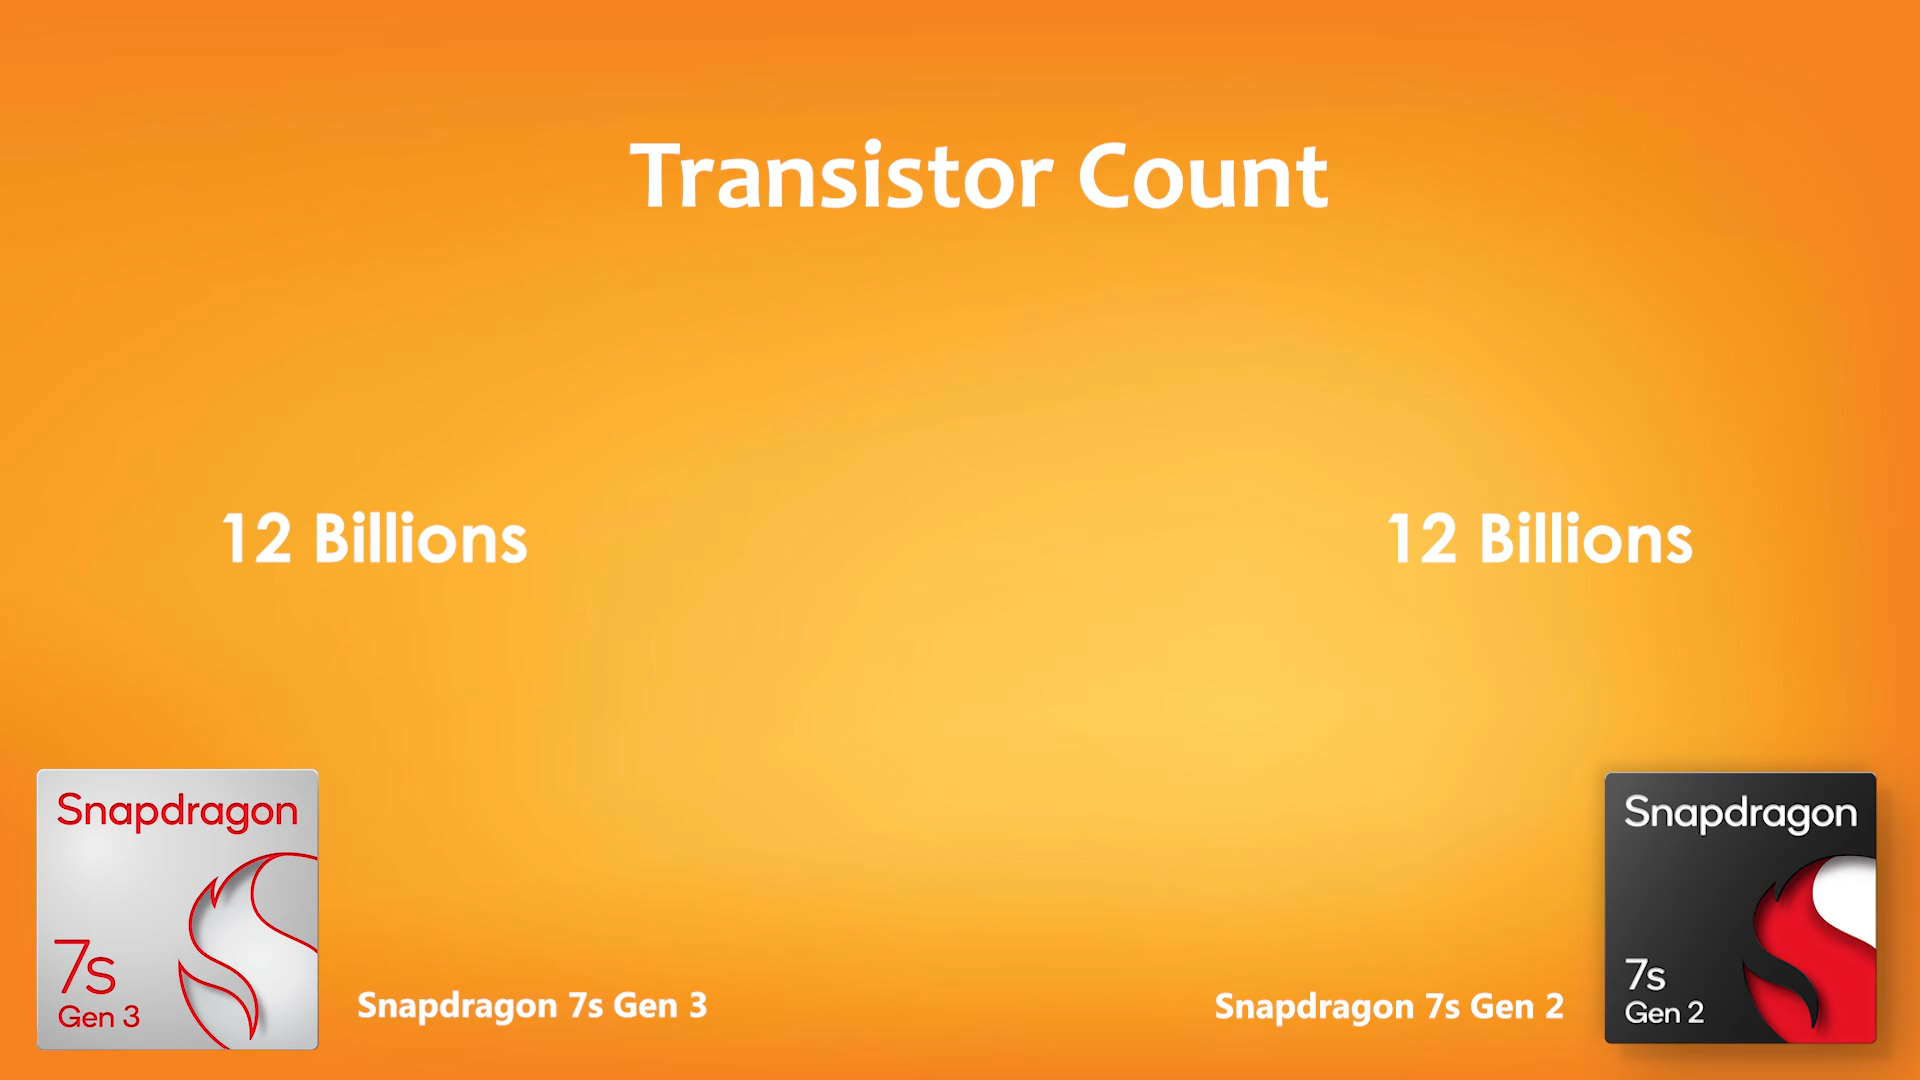 Transistor Count
12 Billions
12 Billions
Snapdragon
7s
Gen 3
Snapdragon 7s Gen 3
Snapdragon 7s Gen 2
Snapdragon
7s
Gen 2